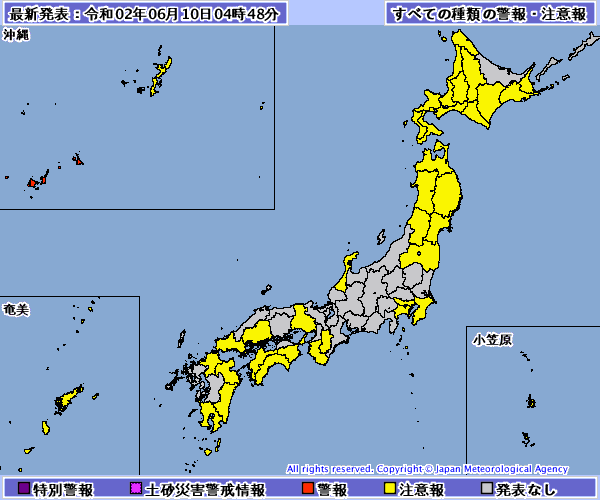 最新発表：令和02年06月10日04時48分
すべての種類の警報・注意報
沖縄
奄美
小笠原
All rights reserved. Copyright © Japan Meteorological Agency
特別警報 土砂災害警戒情報 警報 注意報 発表なし